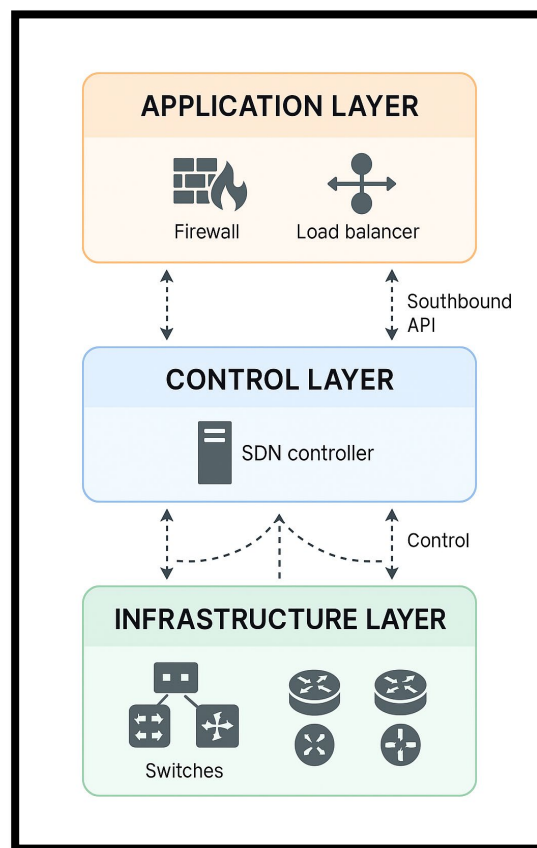 APPLICATION LAYER
Firewall
Load balancer
Southbound
API
CONTROL LAYER
SDN controller
Control
INFRASTRUCTURE LAYER
Switches